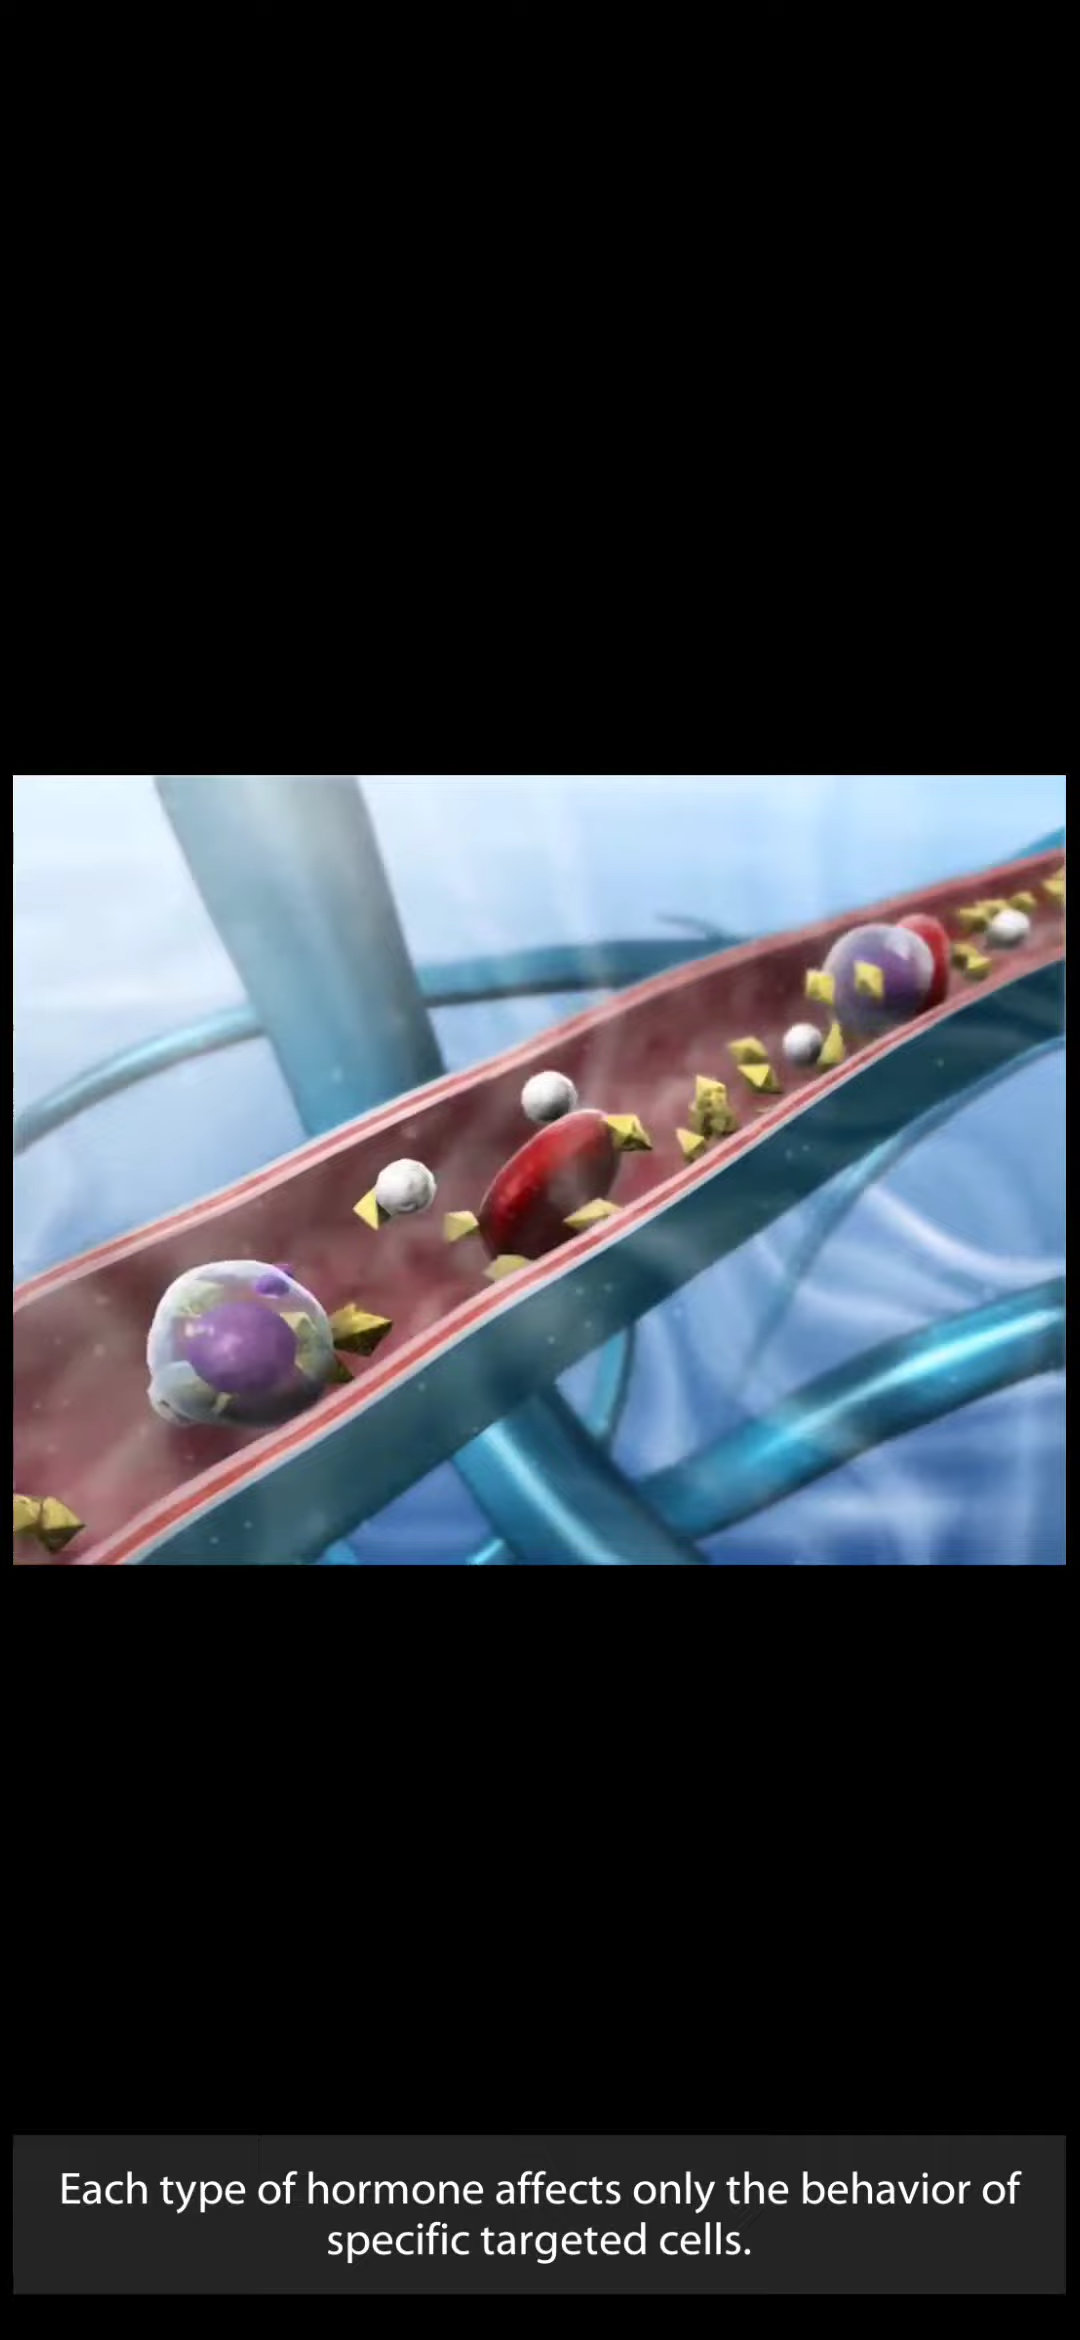 Each type of hormone affects only the behavior of
specific targeted cells.